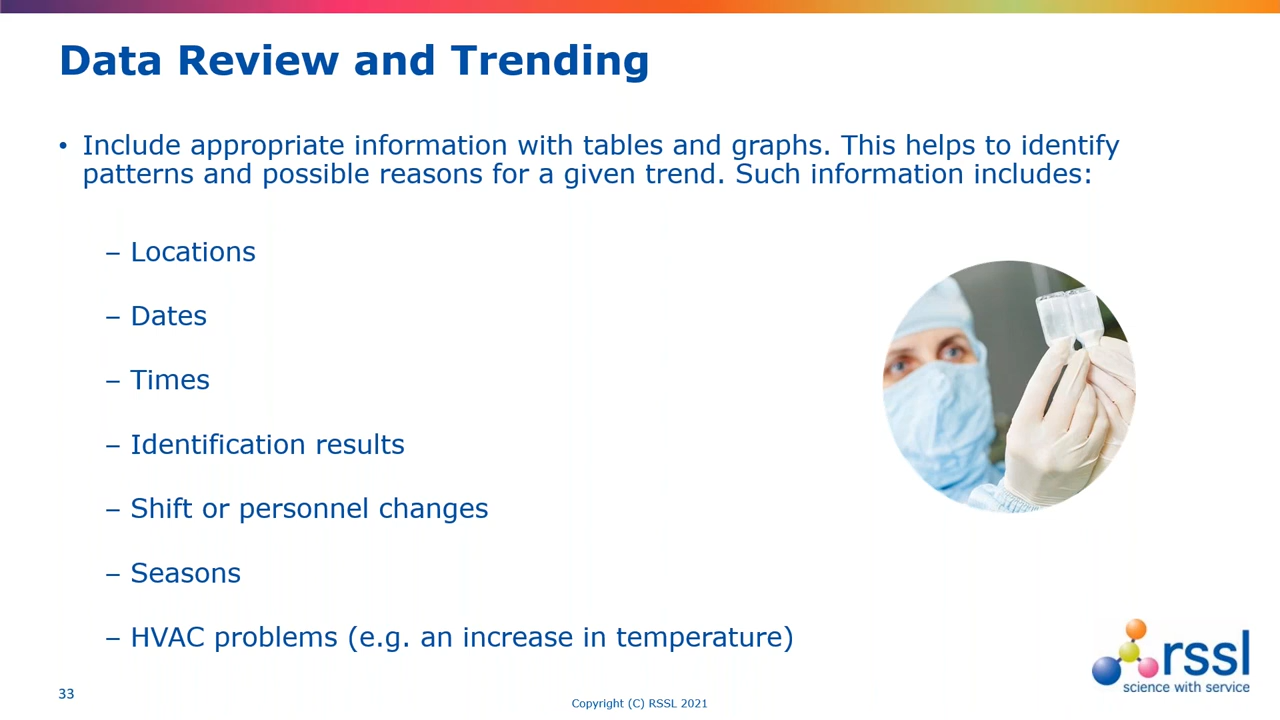 Data Review and Trending
• Include appropriate information with tables and graphs. This helps to identify
patterns and possible reasons for a given trend. Such information includes:
– Locations
– Dates
– Times
– Identification results
– Shift or personnel changes
– Seasons
– HVAC problems (e.g. an increase in temperature)
rssl
science with service
33
Copyright (C) RSSL 2021